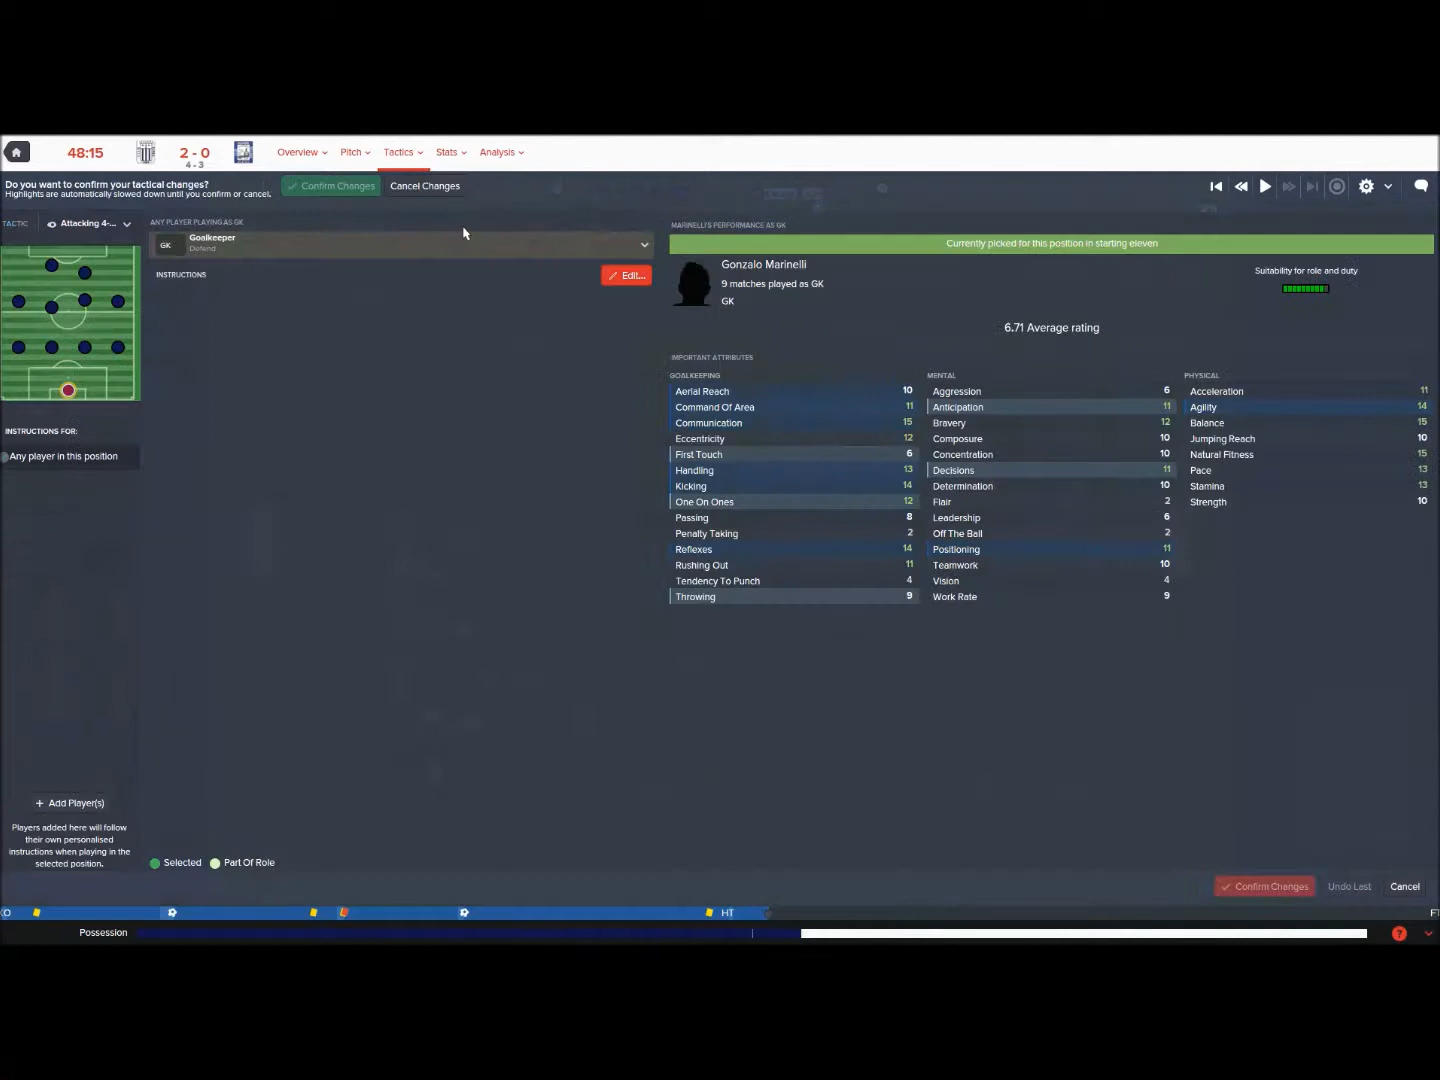 48:15
2 - 0
4 - 3
Overview
Pitch
Tactics
Stats
Analysis
Do you want to confirm your tactical changes?
Highlights are automatically slowed down until you confirm or cancel.
Confirm Changes
Cancel Changes
TACTIC:
Attacking 4-...
ANY PLAYER PLAYING AS GK
GK
Goalkeeper
Defend
INSTRUCTIONS
Edit...
INSTRUCTIONS FOR:
Any player in this position
+ Add Player(s)
Players added here will follow
their own personalised
instructions when playing in the
selected position.
Selected
Part Of Role
MARINELLI'S PERFORMANCE AS GK
Currently picked for this position in starting eleven
Gonzalo Marinelli
9 matches played as GK
GK
Suitability for role and duty
6.71 Average rating
IMPORTANT ATTRIBUTES
GOALKEEPING
Aerial Reach 10
Command Of Area 11
Communication 15
Eccentricity 12
First Touch 6
Handling 13
Kicking 14
One On Ones 12
Passing 8
Penalty Taking 2
Reflexes 14
Rushing Out 11
Tendency To Punch 4
Throwing 9
MENTAL
Aggression 6
Anticipation 11
Bravery 12
Composure 10
Concentration 10
Decisions 11
Determination 10
Flair 2
Leadership 6
Off The Ball 2
Positioning 11
Teamwork 10
Vision 4
Work Rate 9
PHYSICAL
Acceleration 11
Agility 14
Balance 15
Jumping Reach 10
Natural Fitness 15
Pace 13
Stamina 13
Strength 10
Confirm Changes
Undo Last
Cancel
HT
Possession
?